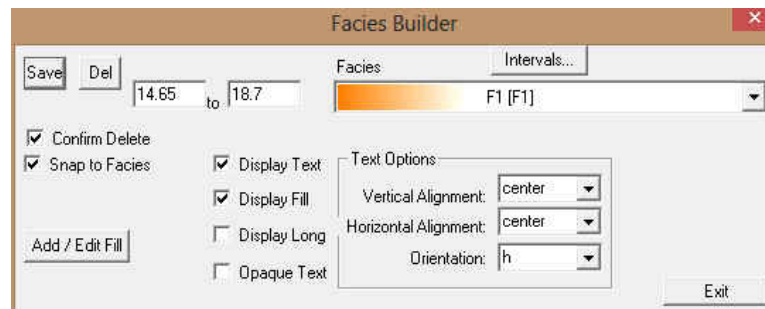 Facies Builder
Save Del 14.65 to 18.7
Facies
Intervals...
F1 [F1]
Confirm Delete
Snap to Facies
Add / Edit Fill
Display Text
Display Fill
Display Long
Opaque Text
Text Options
Vertical Alignment: center
Horizontal Alignment: center
Orientation: h
Exit